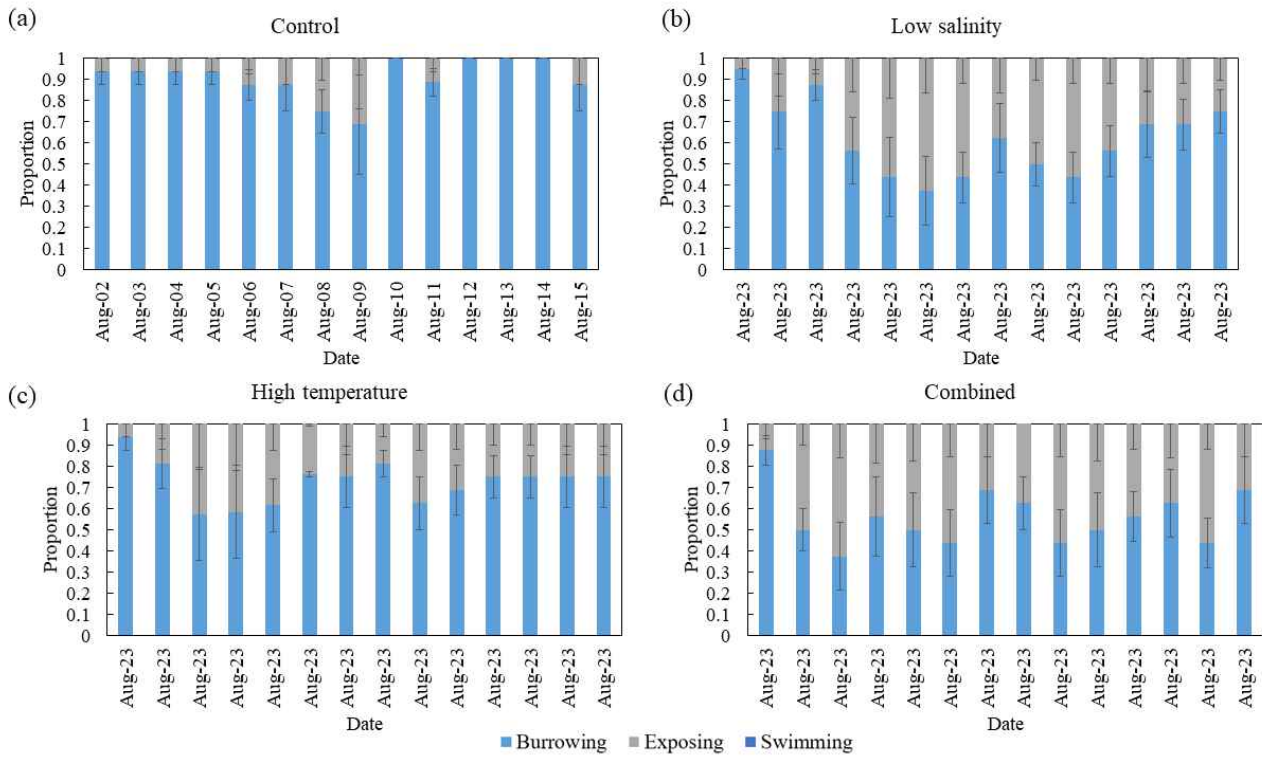 (a)
Control
Proportion
1
0.9
0.8
0.7
0.6
0.5
0.4
0.3
0.2
0.1
0
Aug-02
Aug-03
Aug-04
Aug-05
Aug-06
Aug-07
Aug-08
Aug-09
Aug-10
Aug-11
Aug-12
Aug-13
Aug-14
Aug-15
Date
(b)
Low salinity
Proportion
1
0.9
0.8
0.7
0.6
0.5
0.4
0.3
0.2
0.1
0
Aug-23
Aug-23
Aug-23
Aug-23
Aug-23
Aug-23
Aug-23
Aug-23
Aug-23
Aug-23
Aug-23
Aug-23
Aug-23
Aug-23
Date
(c)
High temperature
Proportion
1
0.9
0.8
0.7
0.6
0.5
0.4
0.3
0.2
0.1
0
Aug-23
Aug-23
Aug-23
Aug-23
Aug-23
Aug-23
Aug-23
Aug-23
Aug-23
Aug-23
Aug-23
Aug-23
Aug-23
Aug-23
Date
(d)
Combined
Proportion
1
0.9
0.8
0.7
0.6
0.5
0.4
0.3
0.2
0.1
0
Aug-23
Aug-23
Aug-23
Aug-23
Aug-23
Aug-23
Aug-23
Aug-23
Aug-23
Aug-23
Aug-23
Aug-23
Aug-23
Aug-23
Date
Burrowing Exposing Swimming